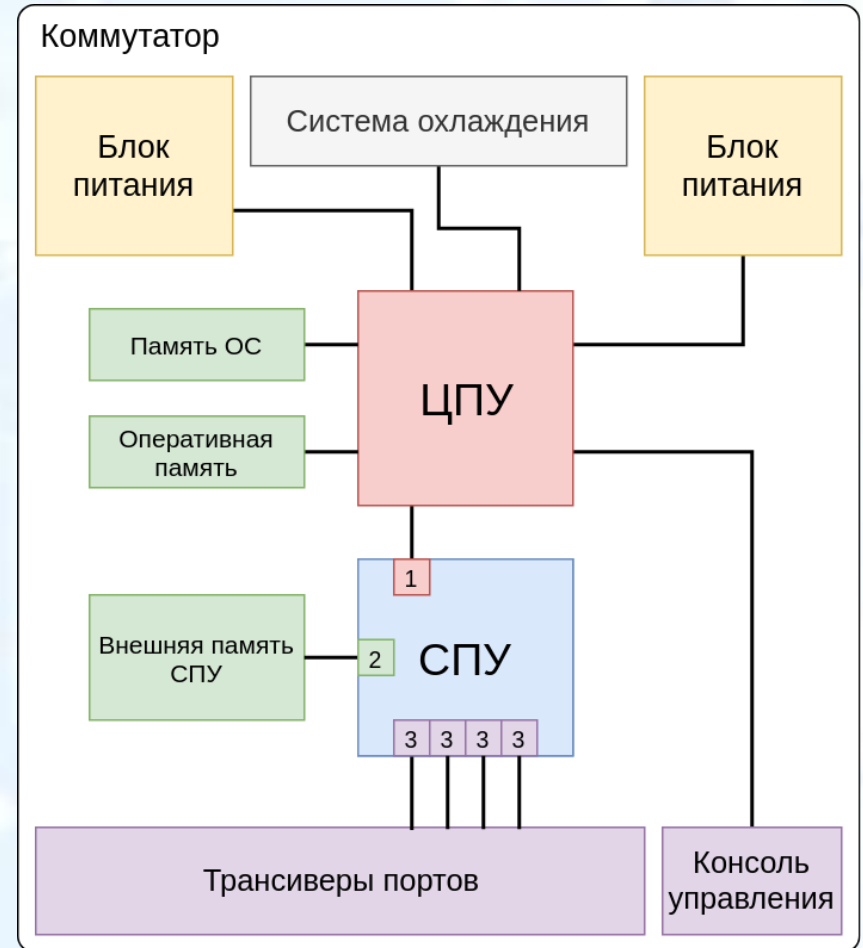 Коммутатор
Блок
питания
Система охлаждения
Блок
питания
Память ОС
ЦПУ
Оперативная
память
1
Внешняя память
СПУ
2
СПУ
3 3 3 3
Трансиверы портов
Консоль
управления